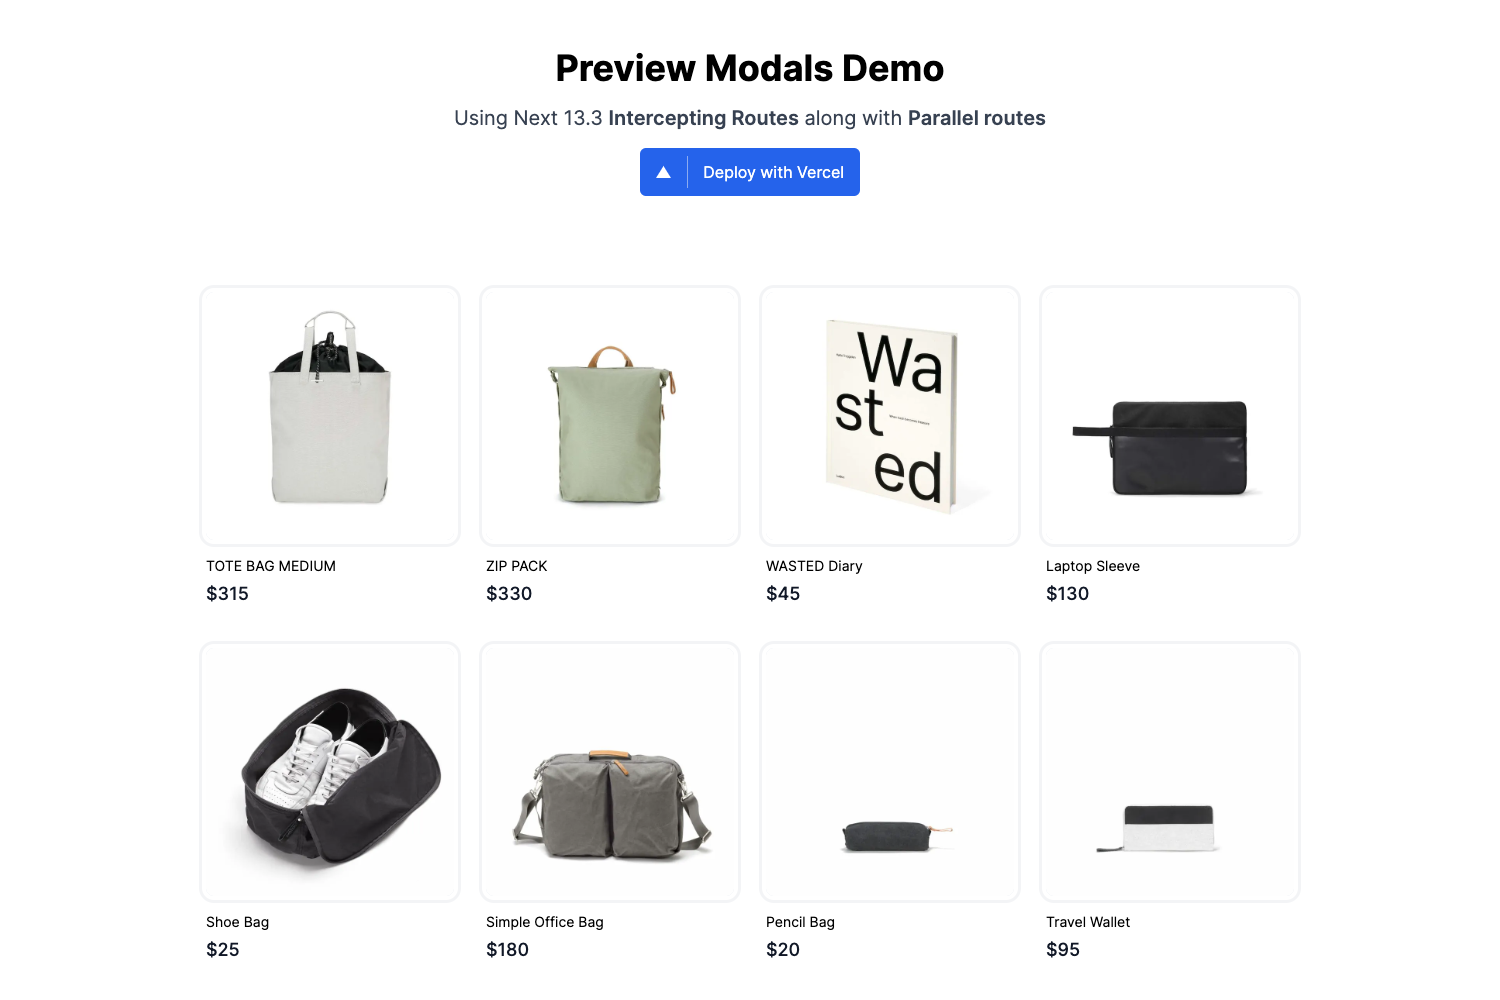 Preview Modals Demo
Using Next 13.3 Intercepting Routes along with Parallel routes
Deploy with Vercel
Wa
st
ed
TOTE BAG MEDIUM
$315
ZIP PACK
$330
WASTED Diary
$45
Laptop Sleeve
$130
Shoe Bag
$25
Simple Office Bag
$180
Pencil Bag
$20
Travel Wallet
$95